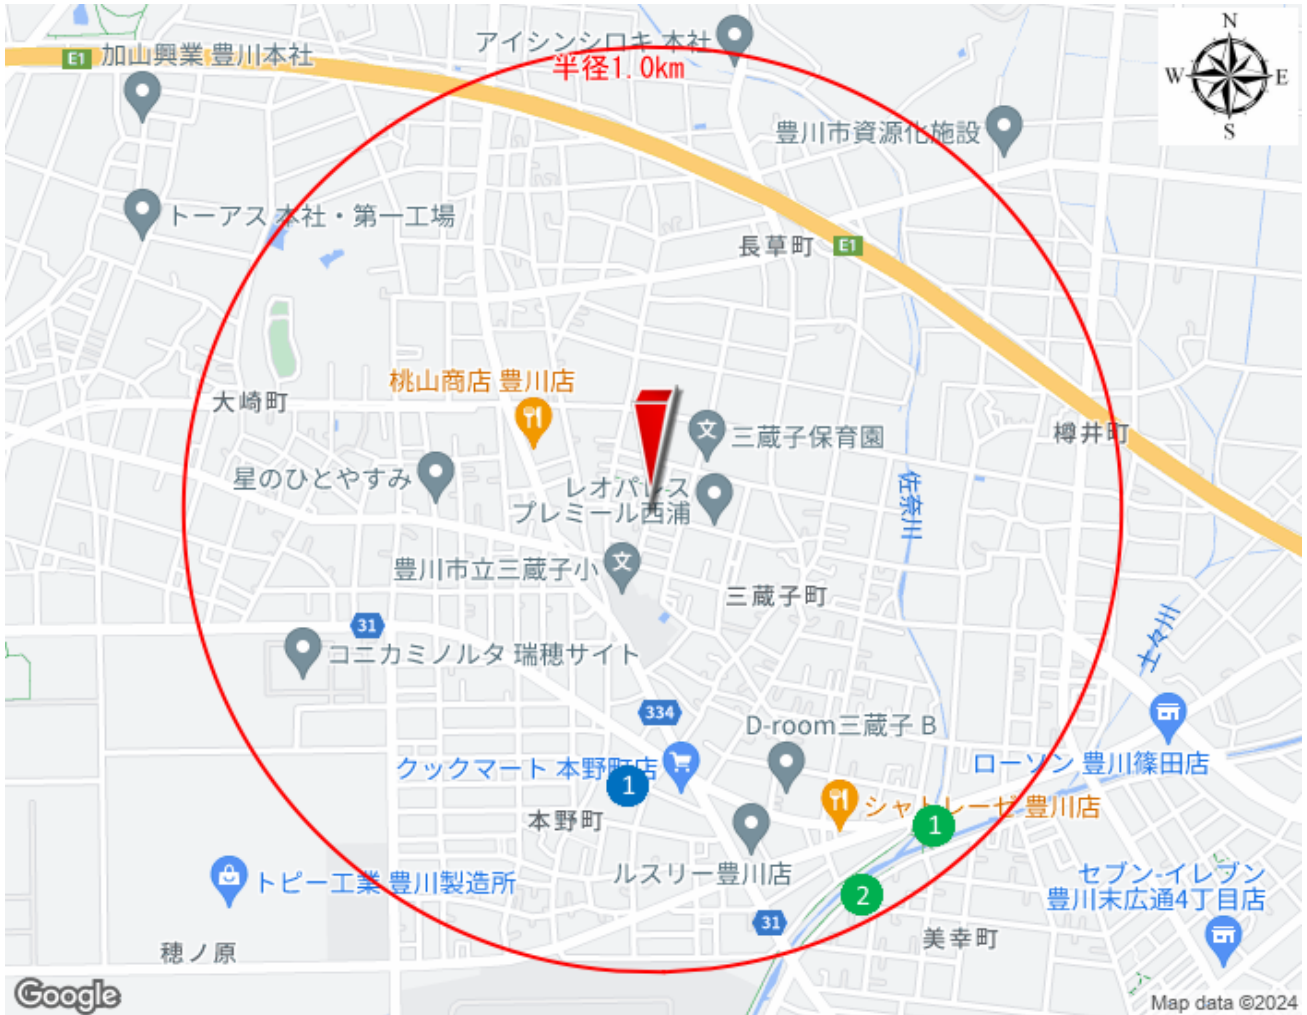 N
W E
S
E1
加山興業 豊川本社
アイシンシロキ 本社
半径1.0km
豊川市資源化施設
トーアス 本社・第一工場
長草町
E1
桃山商店 豊川店
大崎町
文
三蔵子保育園
樽井町
星のひとやすみ
レオパレス
プレミール西浦
佐奈川
豊川市立三蔵子小
文
三蔵子町
31
士々川
コニカミノルタ 瑞穂サイト
334
D-room三蔵子 B
クックマート 本野町店
ローソン 豊川篠田店
1
シャトレーゼ 豊川店
本野町
1
ルスリー豊川店
トピー工業 豊川製造所
セブン-イレブン
豊川末広通4丁目店
2
31
美幸町
穂ノ原
Google
Map data ©2024